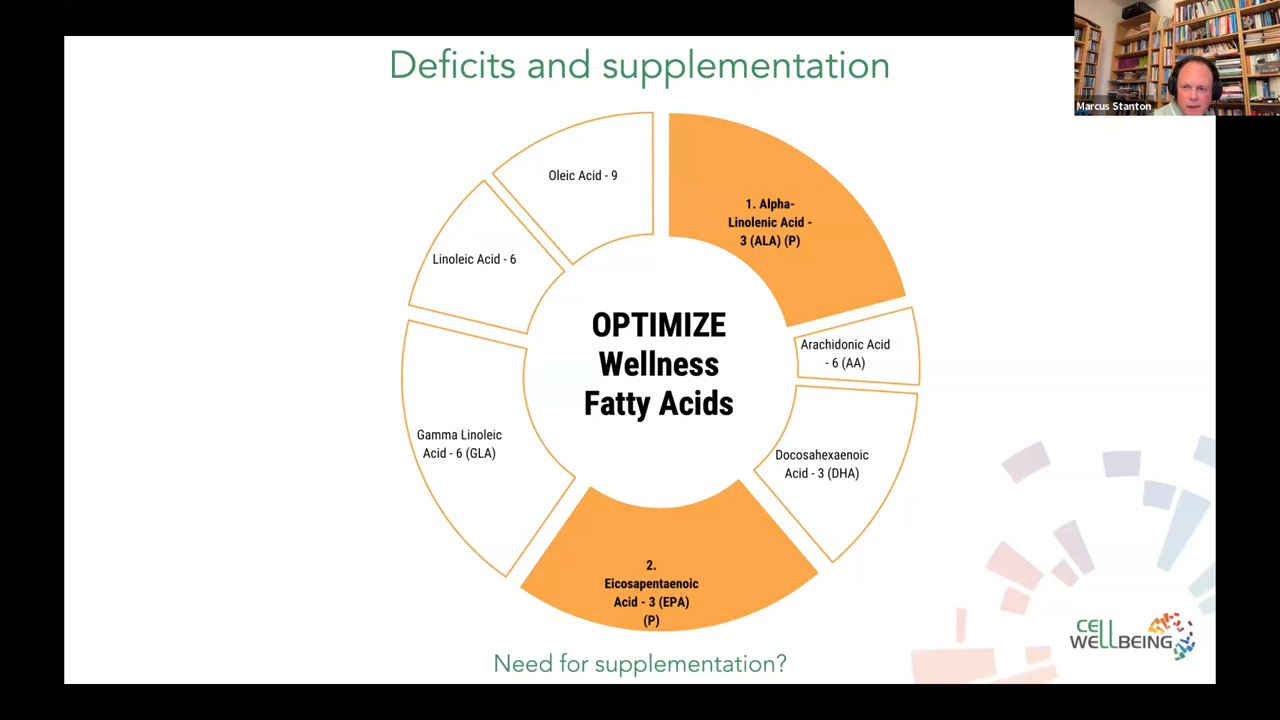 Deficits and supplementation
Marcus Stanton
Oleic Acid - 9
1. Alpha-
Linolenic Acid -
3 (ALA) (P)
Linoleic Acid - 6
OPTIMIZE
Wellness
Fatty Acids
Arachidonic Acid
- 6 (AA)
Gamma Linoleic
Acid - 6 (GLA)
Docosahexaenoic
Acid - 3 (DHA)
2.
Eicosapentaenoic
Acid - 3 (EPA)
(P)
CELL
WELLBEING
Need for supplementation?